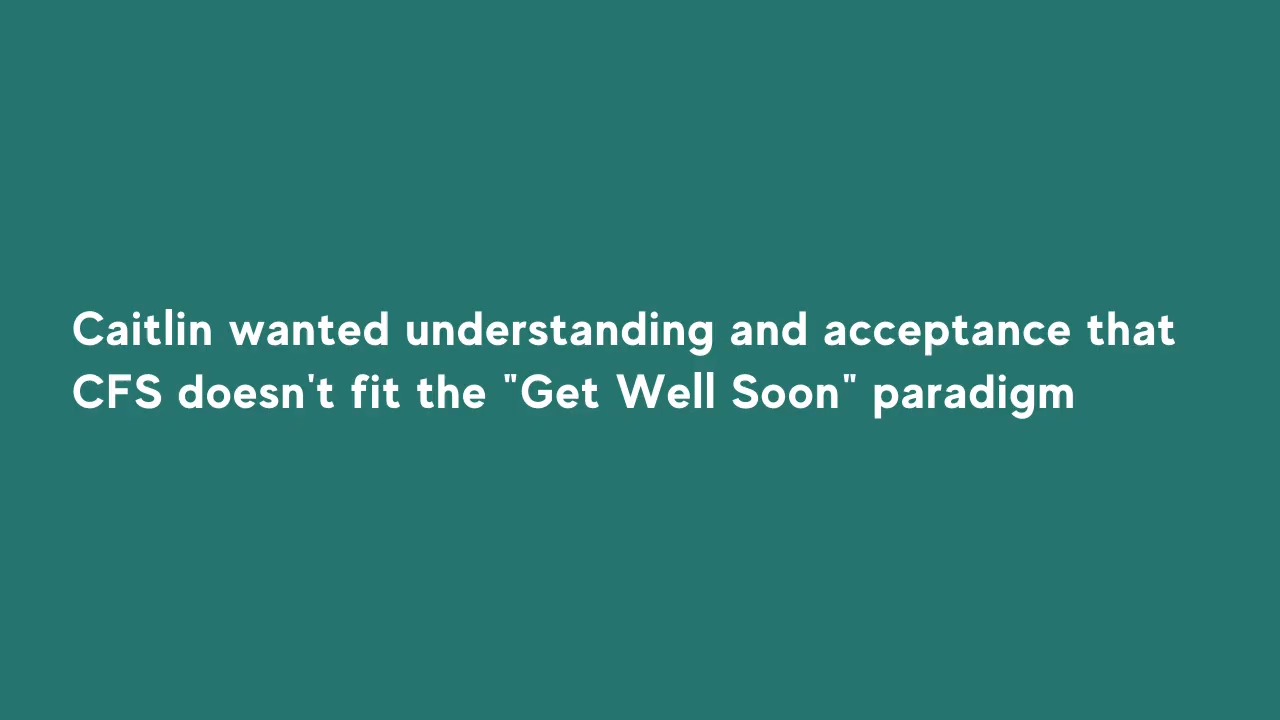 Caitlin wanted understanding and acceptance that
CFS doesn't fit the "Get Well Soon" paradigm